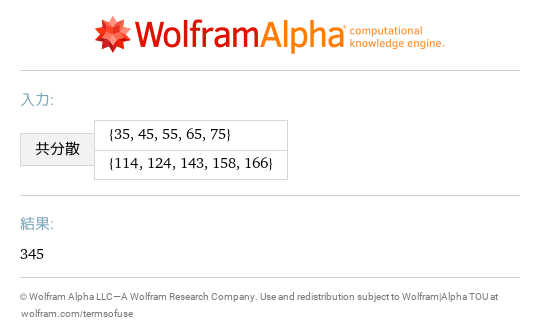 WolframAlpha computational
knowledge engine.
入力:
共分散
{35, 45, 55, 65, 75}
{114, 124, 143, 158, 166}
結果:
345
© Wolfram Alpha LLC—A Wolfram Research Company. Use and redistribution subject to Wolfram|Alpha TOU at
wolfram.com/termsofuse